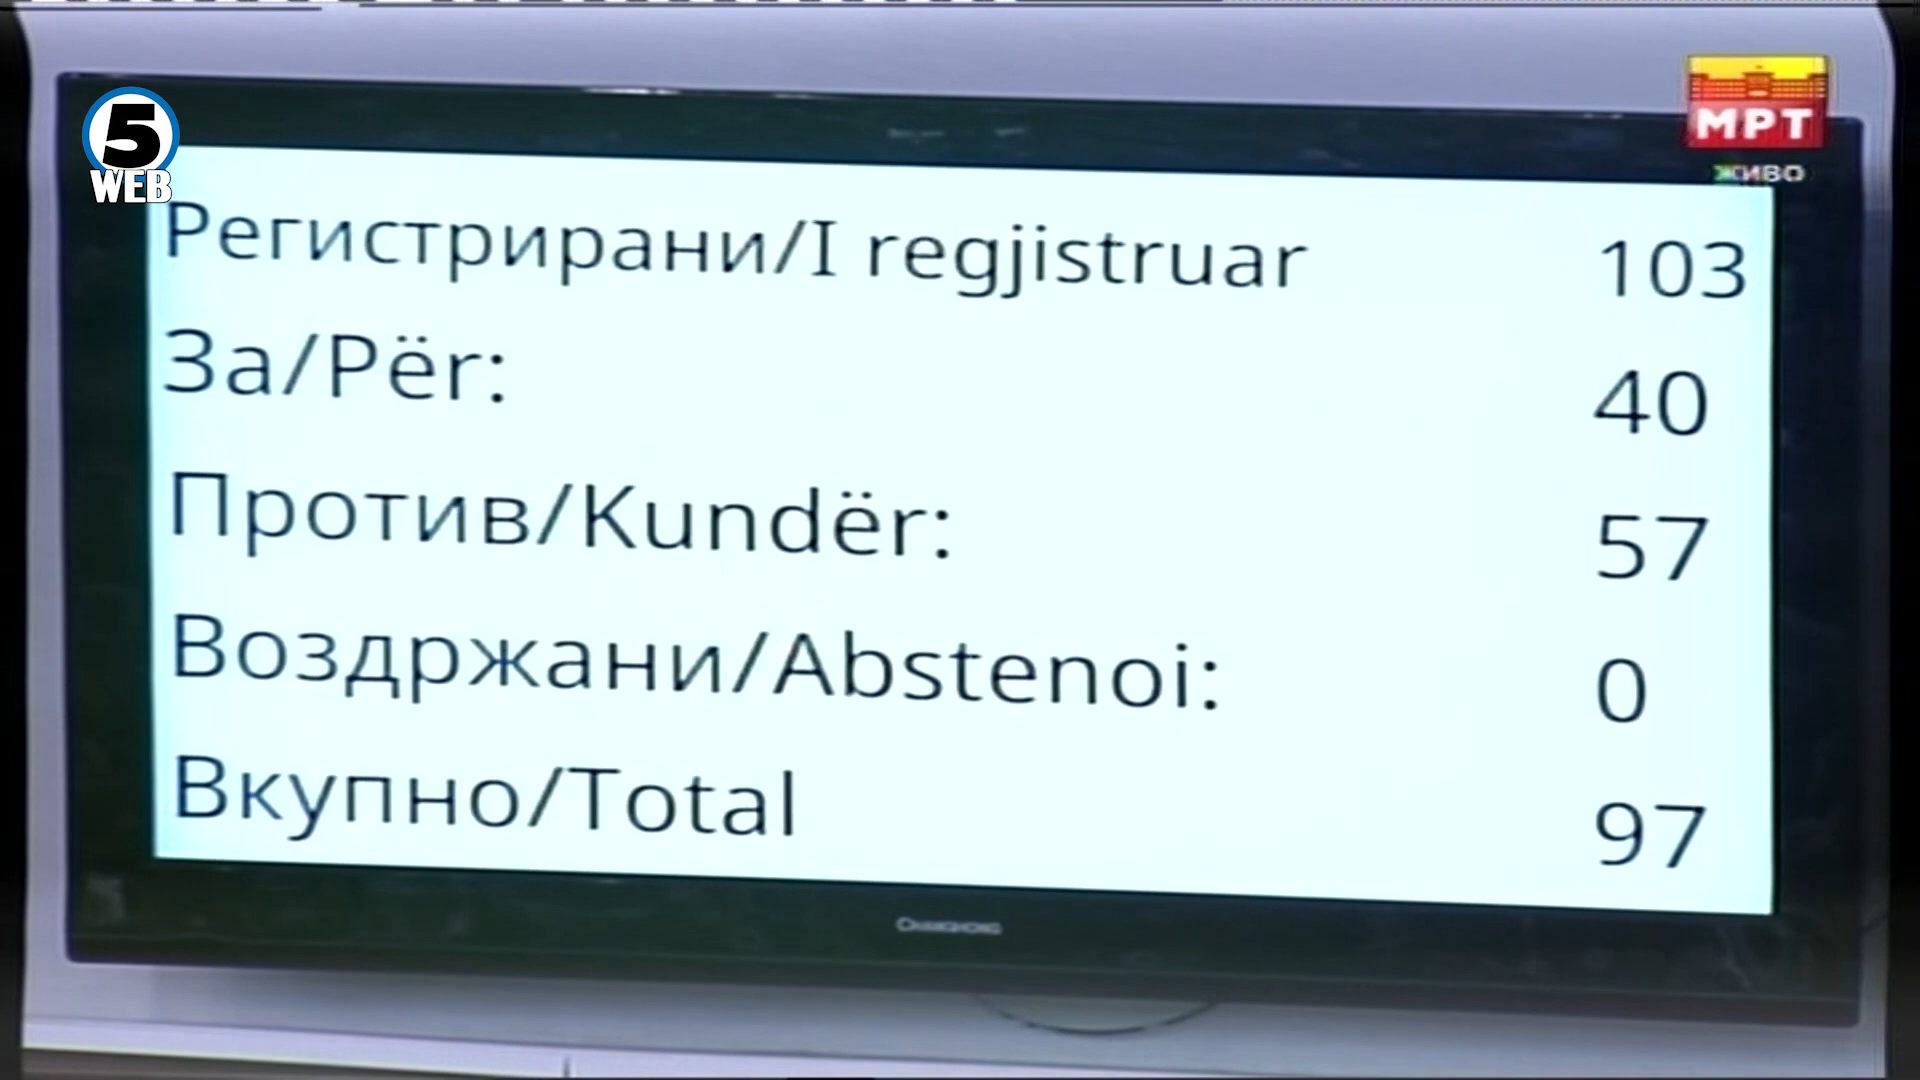 5
WEB
МРТ
живо
Регистрирани/I regjistruar 103
За/Për: 40
Против/Kundër: 57
Воздржани/Abstenoi: 0
Вкупно/Total 97